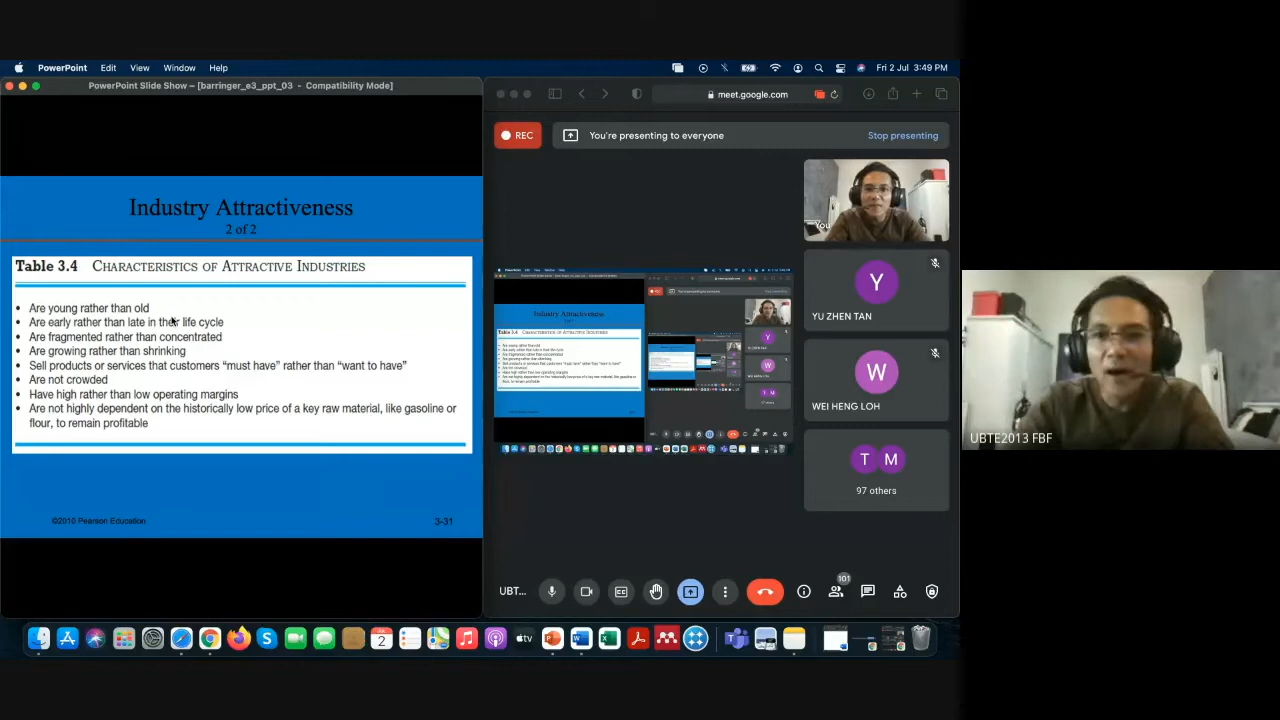 PowerPoint Edit View Window Help
Fri 2 Jul 3:49 PM
PowerPoint Slide Show – [barringer_e3_ppt_03 - Compatibility Mode]
meet.google.com
REC
You're presenting to everyone
Stop presenting
Industry Attractiveness
2 of 2
Table 3.4 CHARACTERISTICS OF ATTRACTIVE INDUSTRIES
• Are young rather than old
• Are early rather than late in their life cycle
• Are fragmented rather than concentrated
• Are growing rather than shrinking
• Sell products or services that customers “must have” rather than “want to have”
• Are not crowded
Have high rather than low operating margins
• Are not highly dependent on the historically low price of a key raw material, like gasoline or
flour, to remain profitable
©2010 Pearson Education
3-31
You
Y
YU ZHEN TAN
W
WEI HENG LOH
T M
97 others
UBTE2013 FBF
Industry Attractiveness
UBT...
101
tv
2